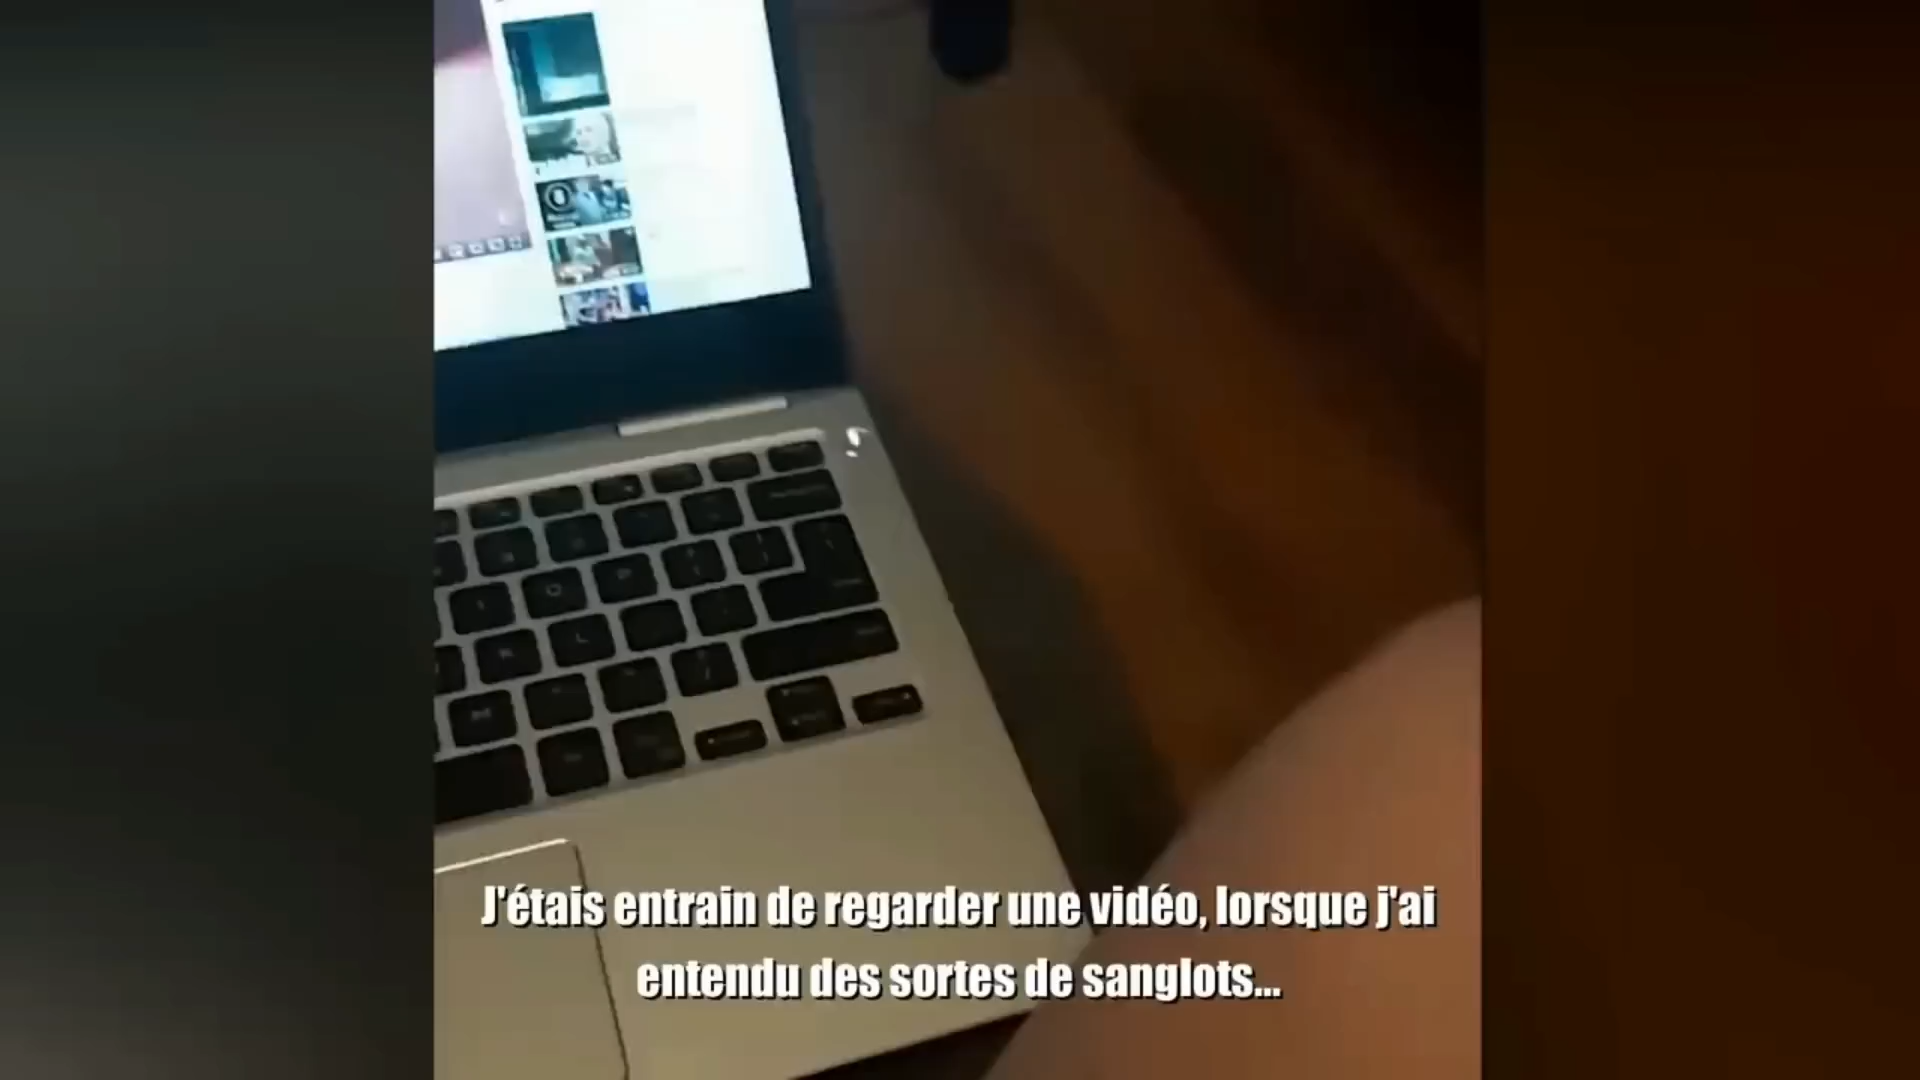 J'étais entrain de regarder une vidéo, lorsque j'ai
entendu des sortes de sanglots...